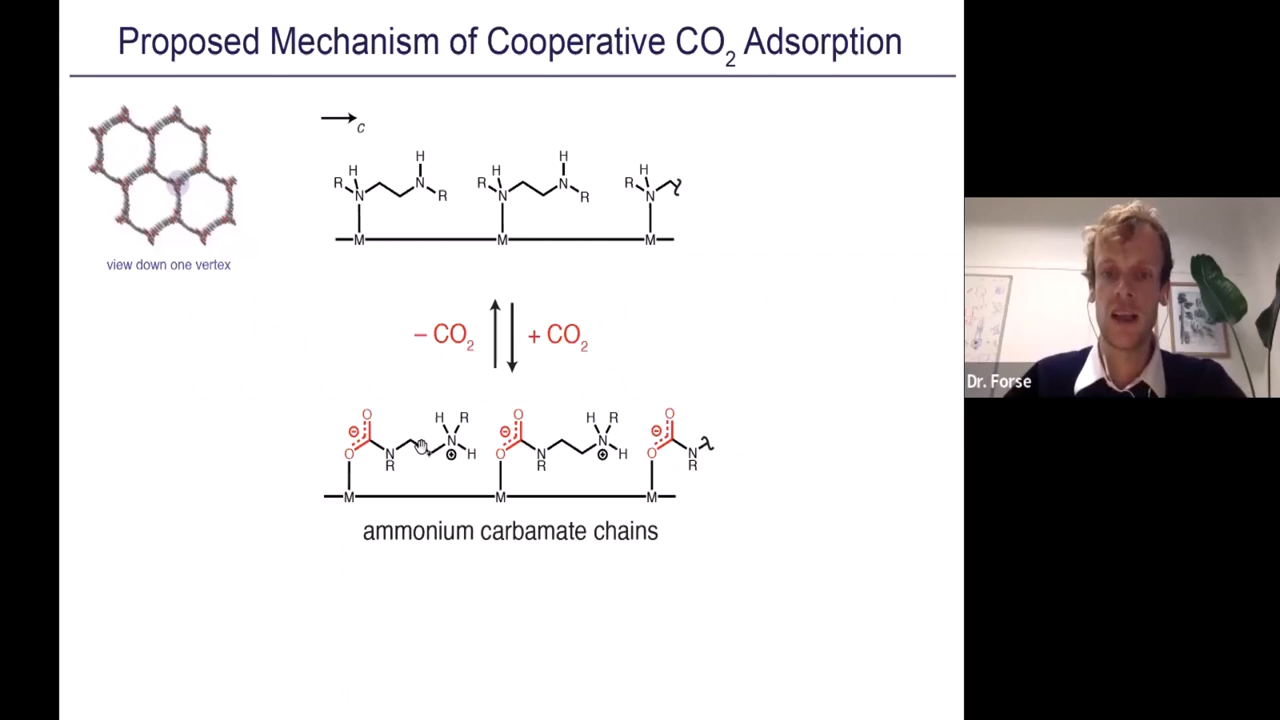 Proposed Mechanism of Cooperative CO2 Adsorption
c
H H H H H
R N N R R N N R R N
M M M
view down one vertex
– CO2 + CO2
O H R O H R O
⊖ ⊖ ⊖
O N N H O N N H O N
R ⊕ R ⊕ R
M M M
ammonium carbamate chains
Dr. Forse